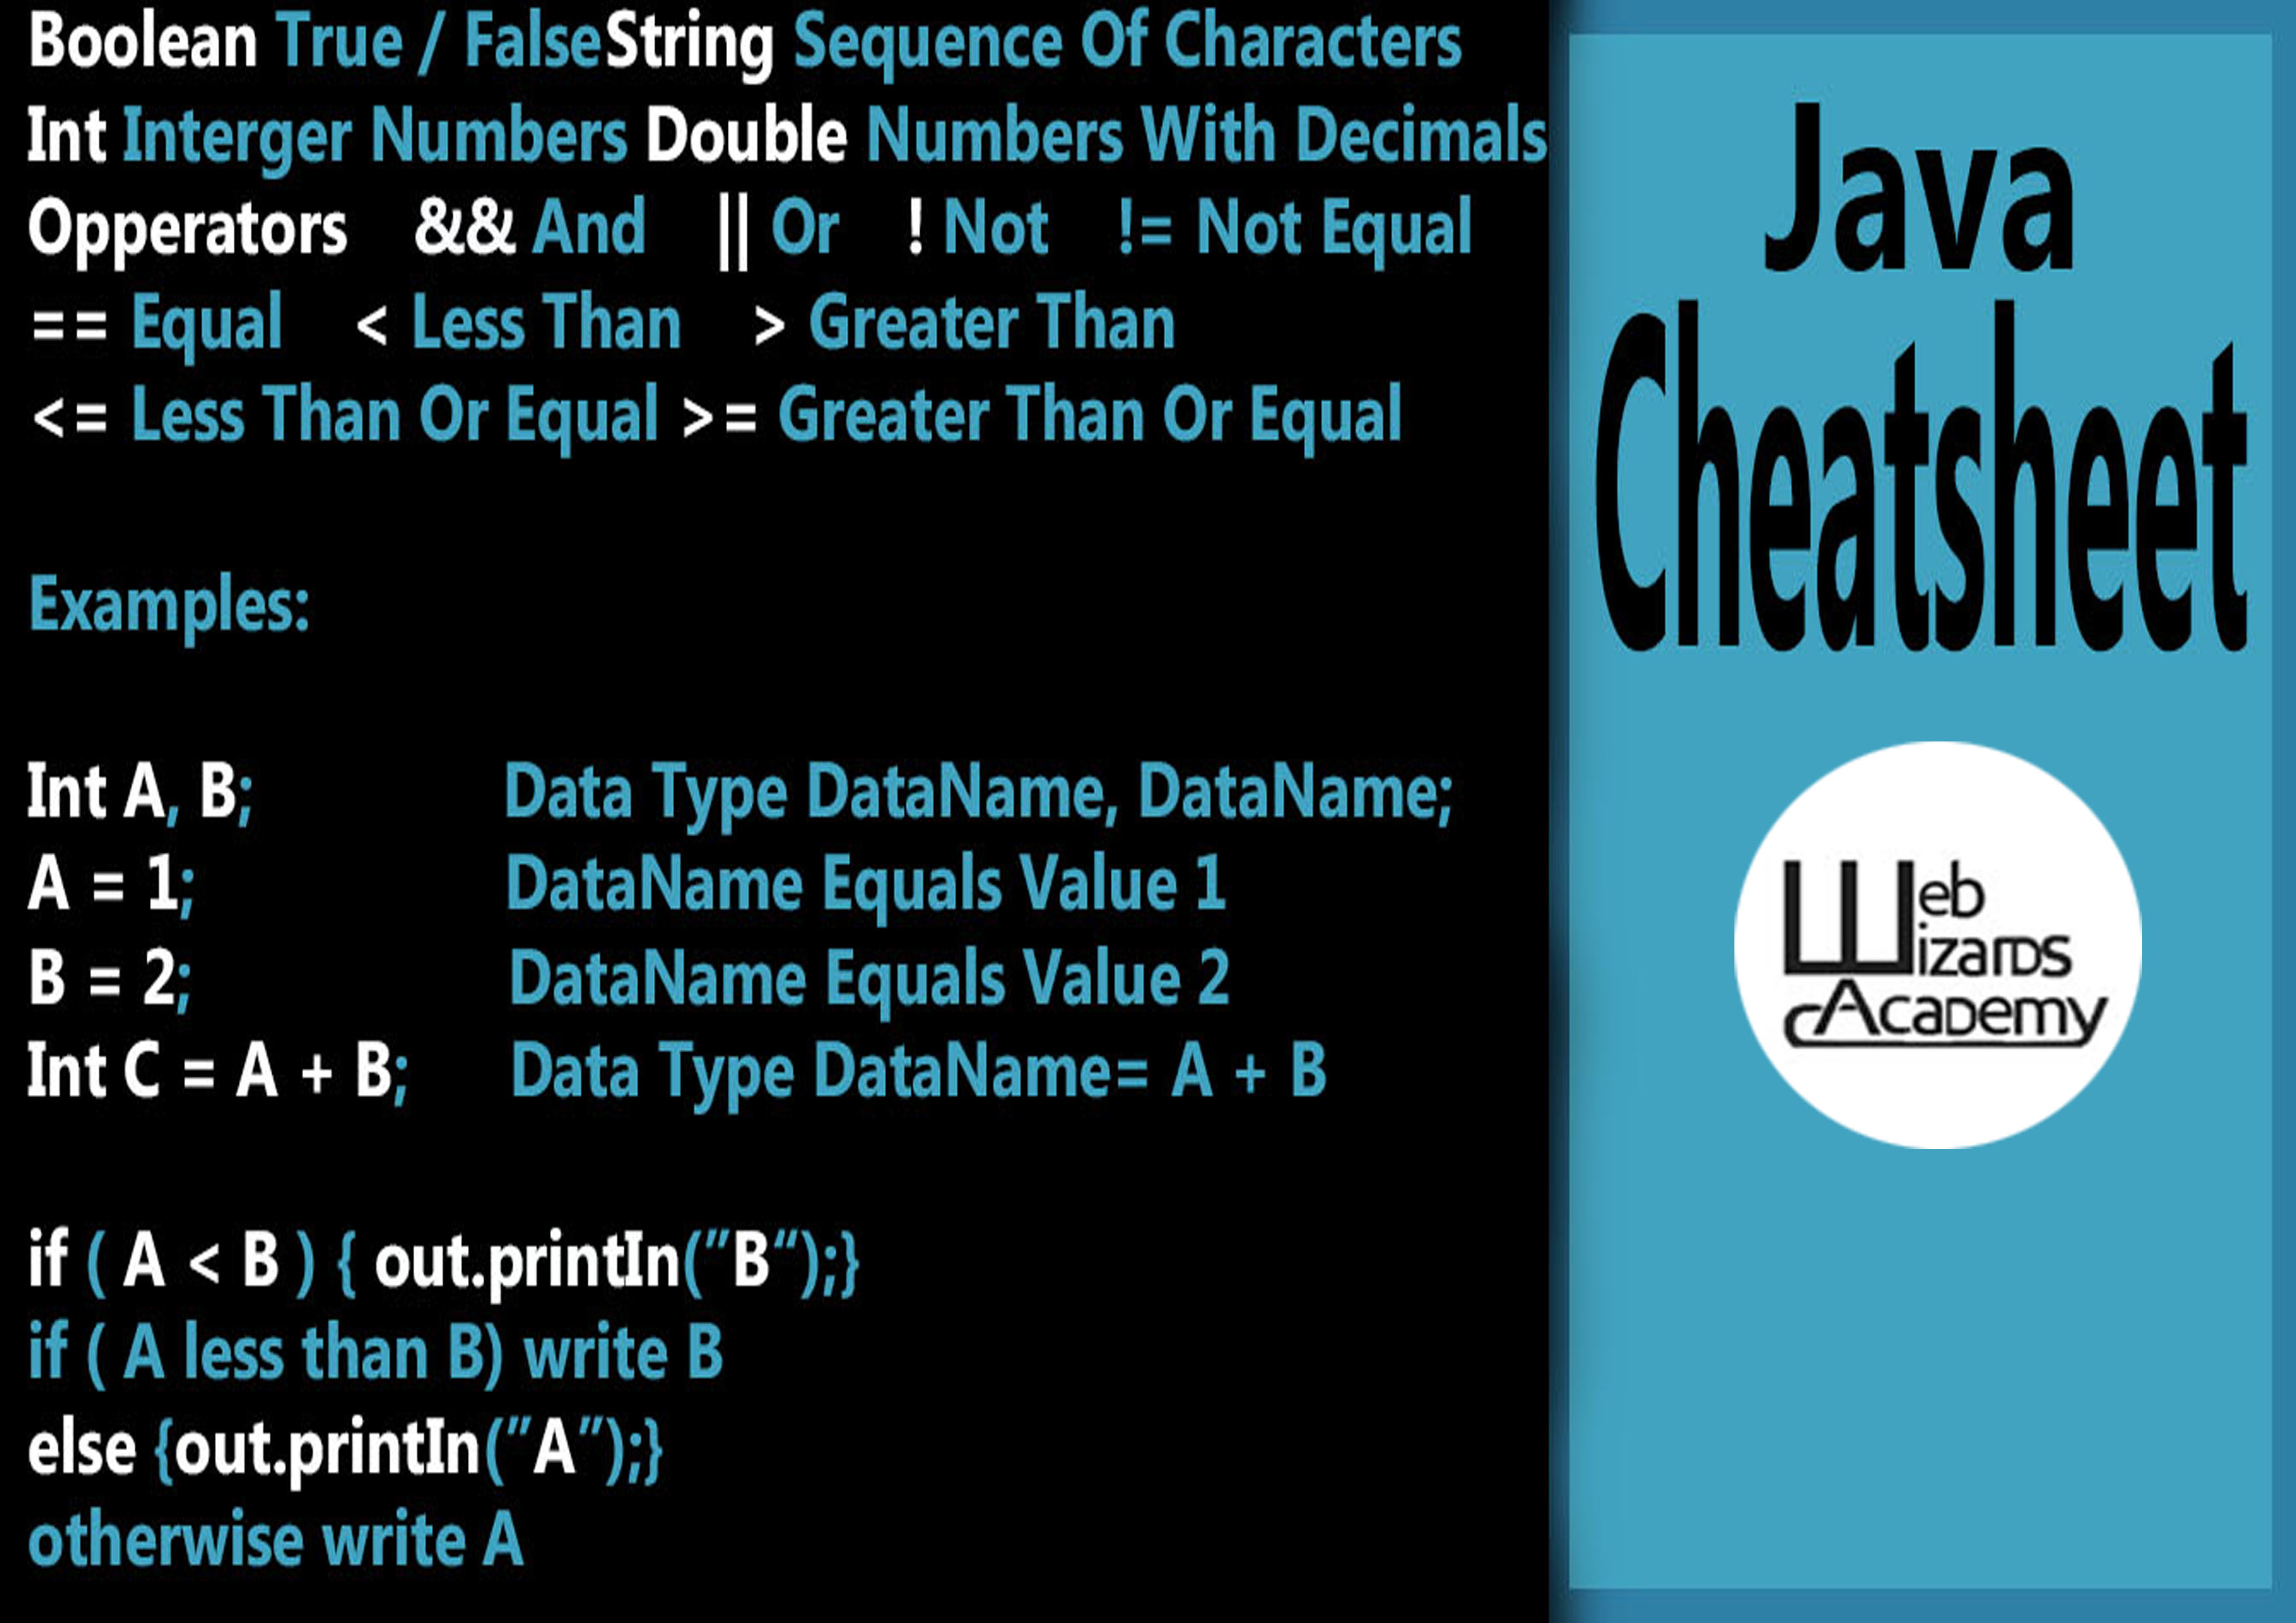 Boolean True / False String Sequence Of Characters
Int Interger Numbers Double Numbers With Decimals
Opperators && And || Or ! Not != Not Equal
== Equal < Less Than > Greater Than
<= Less Than Or Equal >= Greater Than Or Equal
Examples:
Int A, B; Data Type DataName, DataName;
A = 1; DataName Equals Value 1
B = 2; DataName Equals Value 2
Int C = A + B; Data Type DataName= A + B
if ( A < B ) { out.printIn("B");}
if ( A less than B) write B
else {out.printIn("A");}
otherwise write A
Java
Cheatsheet
Web
Wizards
Academy